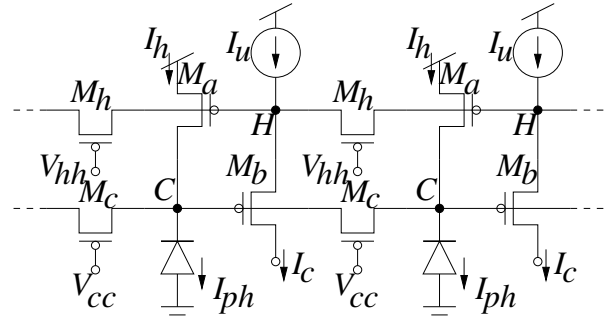 I_h I_u I_h I_u
M_a M_a
M_h M_h
H H
V_hh M_b V_hh M_b
M_c C M_c C
I_c I_c
V_cc I_ph V_cc I_ph